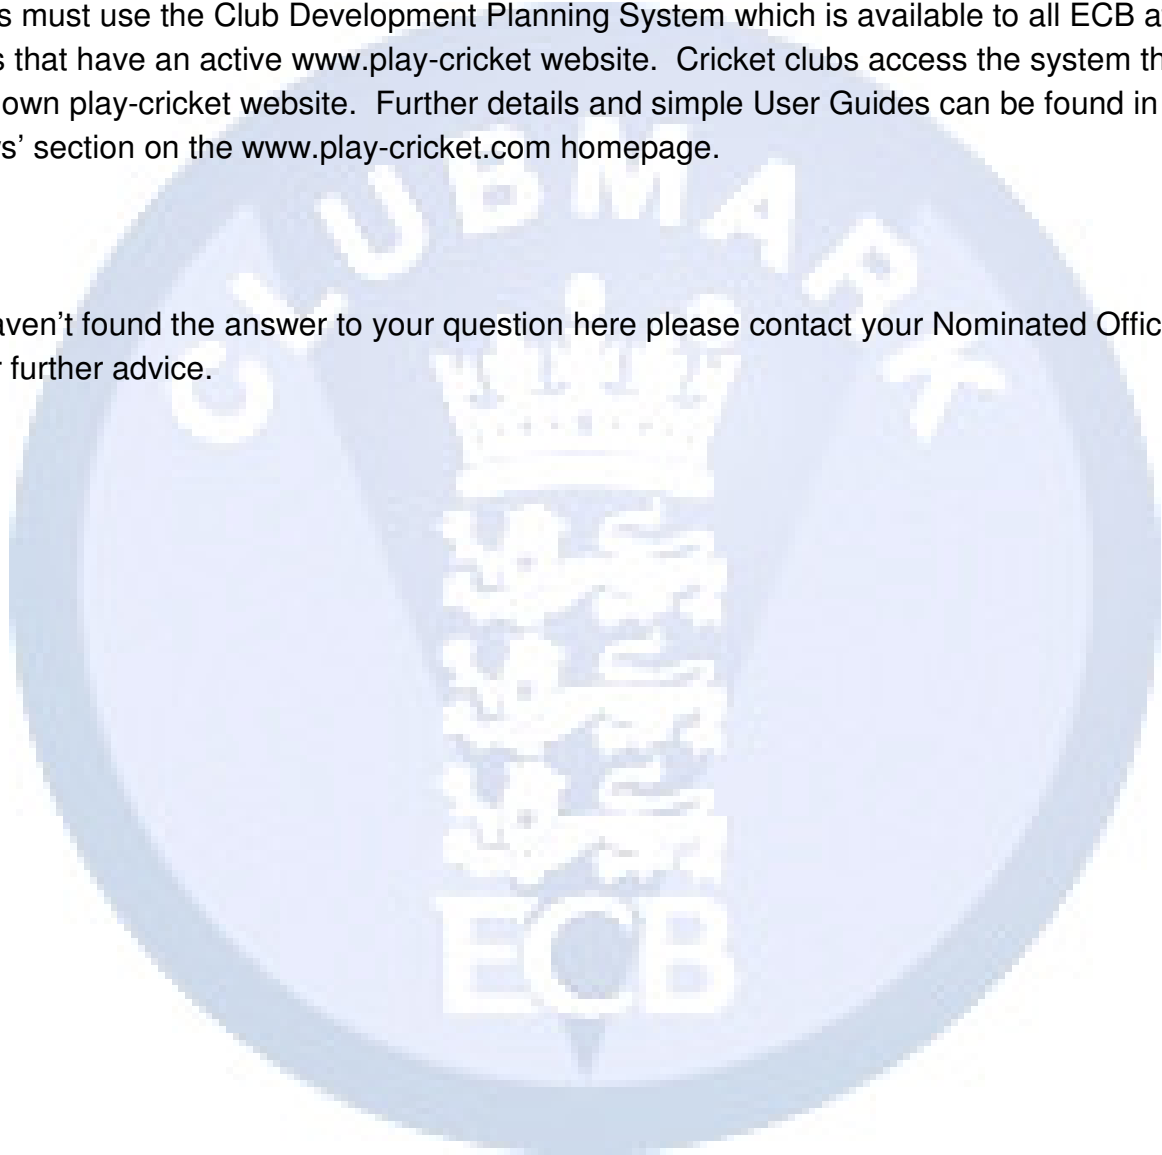 s must use the Club Development Planning System which is available to all ECB a
s that have an active www.play-cricket website.  Cricket clubs access the system th
own play-cricket website.  Further details and simple User Guides can be found in
rs’ section on the www.play-cricket.com homepage.
CLUBMARK
aven’t found the answer to your question here please contact your Nominated Offic
r further advice.
ECB